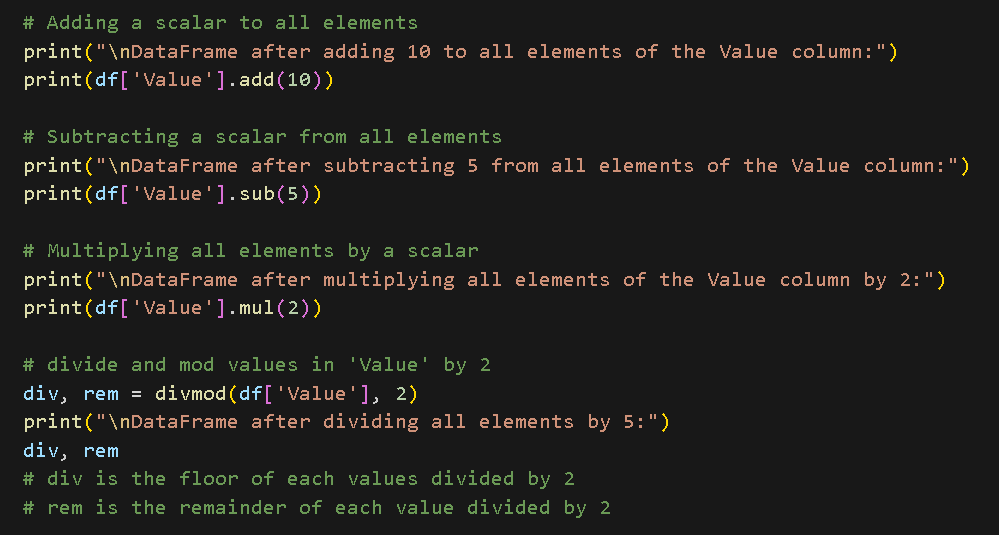 # Adding a scalar to all elements
print("\nDataFrame after adding 10 to all elements of the Value column:")
print(df['Value'].add(10))
# Subtracting a scalar from all elements
print("\nDataFrame after subtracting 5 from all elements of the Value column:")
print(df['Value'].sub(5))
# Multiplying all elements by a scalar
print("\nDataFrame after multiplying all elements of the Value column by 2:")
print(df['Value'].mul(2))
# divide and mod values in 'Value' by 2
div, rem = divmod(df['Value'], 2)
print("\nDataFrame after dividing all elements by 5:")
div, rem
# div is the floor of each values divided by 2
# rem is the remainder of each value divided by 2